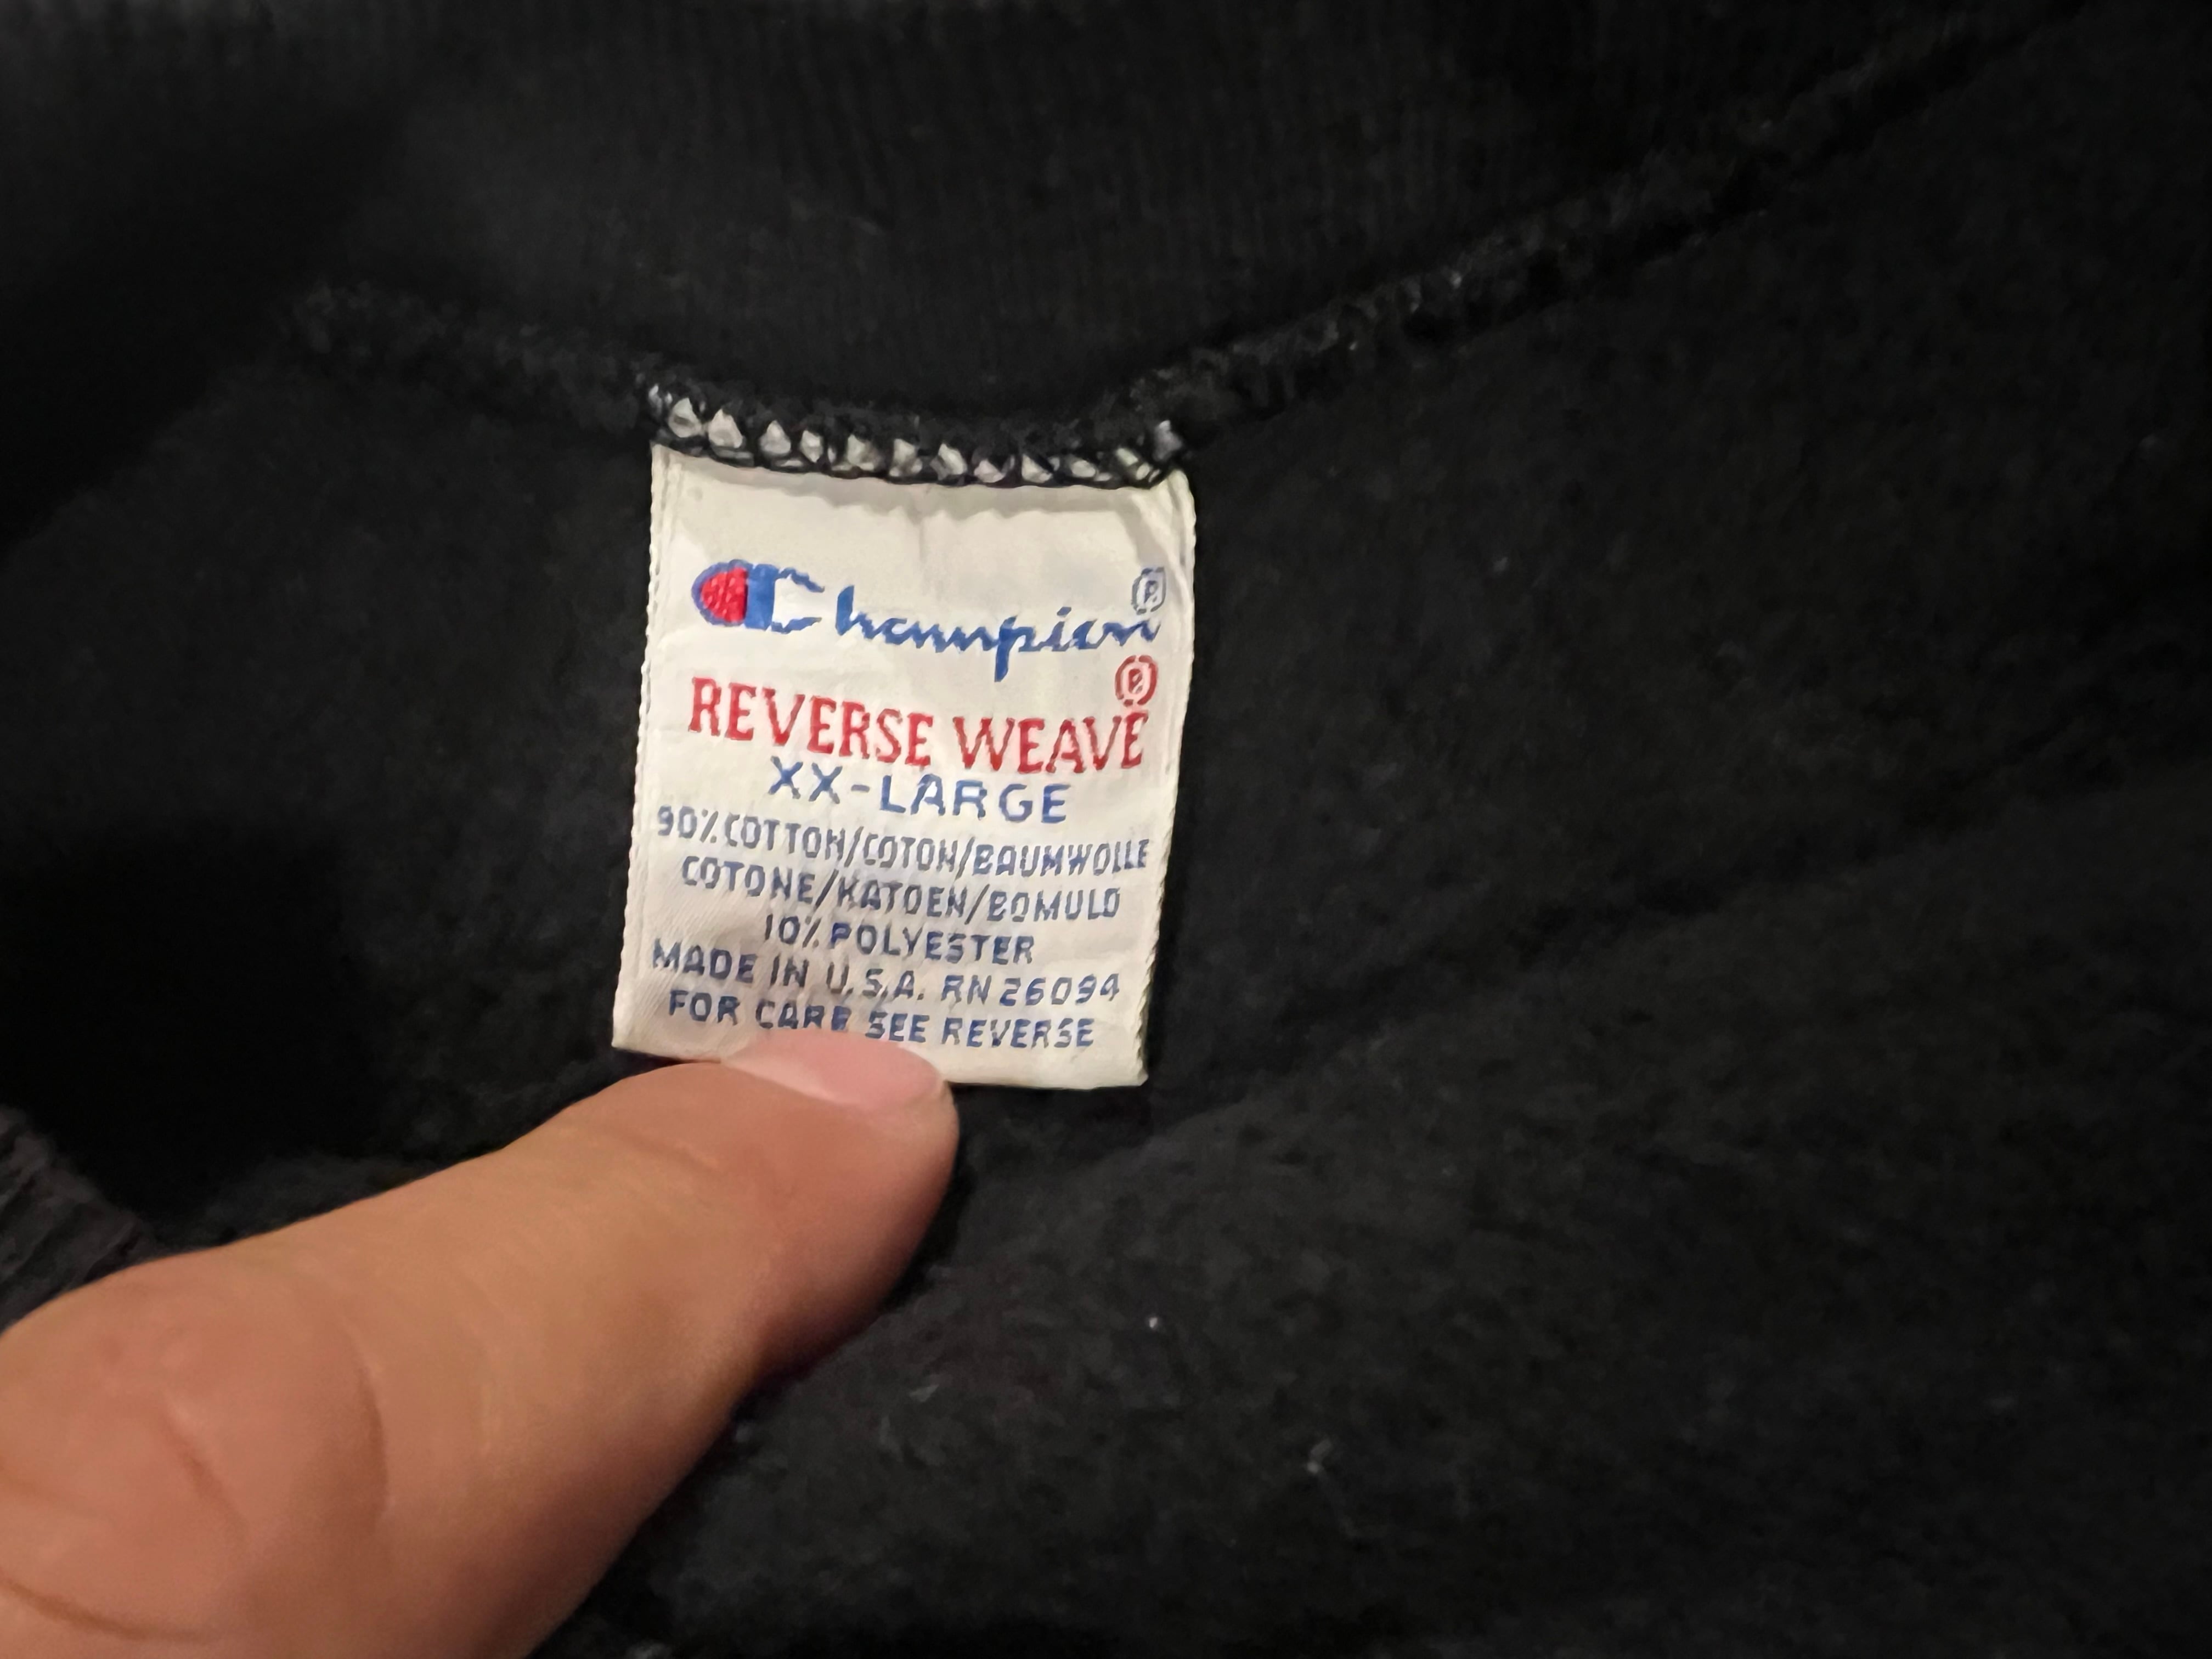 Champion®
REVERSE WEAVE®
XX-LARGE
90% COTTON/COTON/BAUMWOLLE
COTONE/KATOEN/BOMULD
10% POLYESTER
MADE IN U.S.A. RN 26094
FOR CARE SEE REVERSE